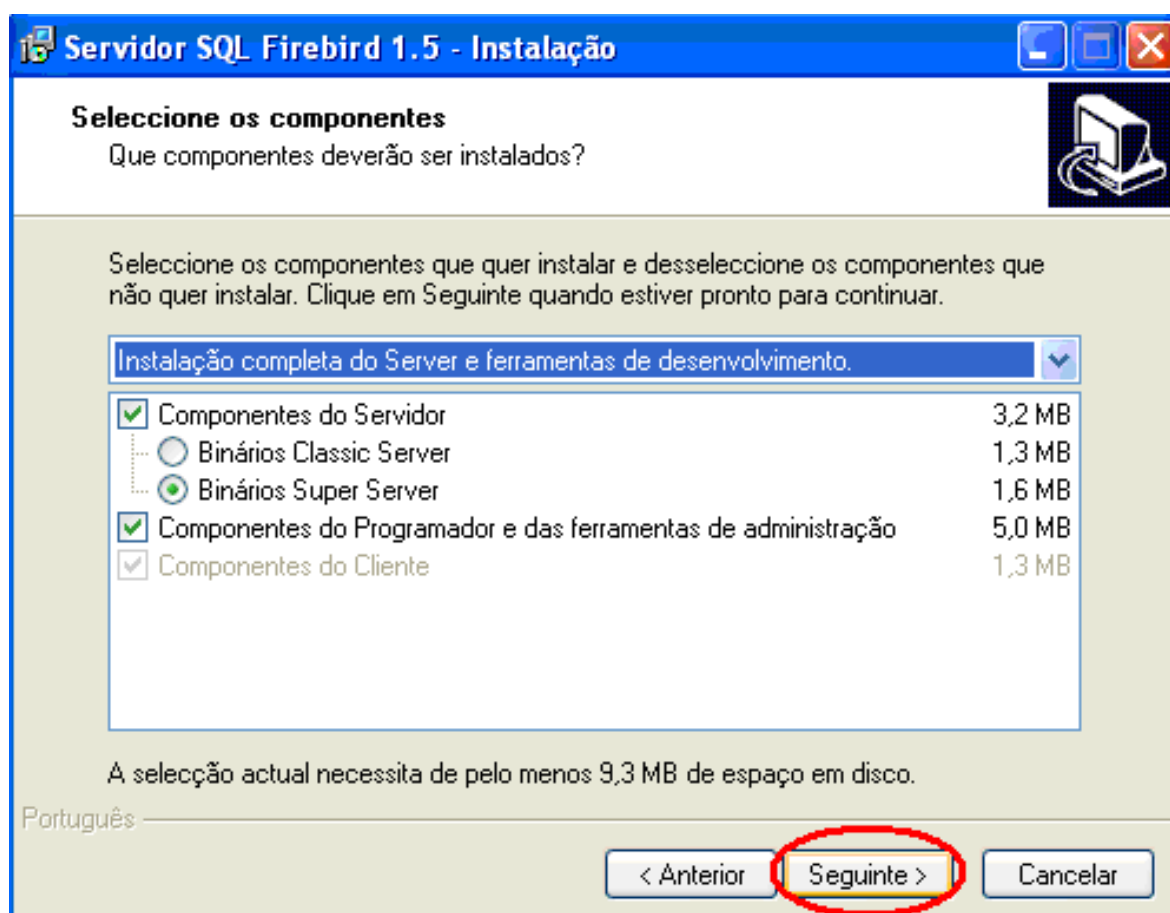 Servidor SQL Firebird 1.5 - Instalação
Seleccione os componentes
Que componentes deverão ser instalados?
Seleccione os componentes que quer instalar e desseleccione os componentes que
não quer instalar. Clique em Seguinte quando estiver pronto para continuar.
Instalação completa do Server e ferramentas de desenvolvimento.
Componentes do Servidor 3,2 MB
Binários Classic Server 1,3 MB
Binários Super Server 1,6 MB
Componentes do Programador e das ferramentas de administração 5,0 MB
Componentes do Cliente 1,3 MB
A selecção actual necessita de pelo menos 9,3 MB de espaço em disco.
Português
< Anterior Seguinte > Cancelar